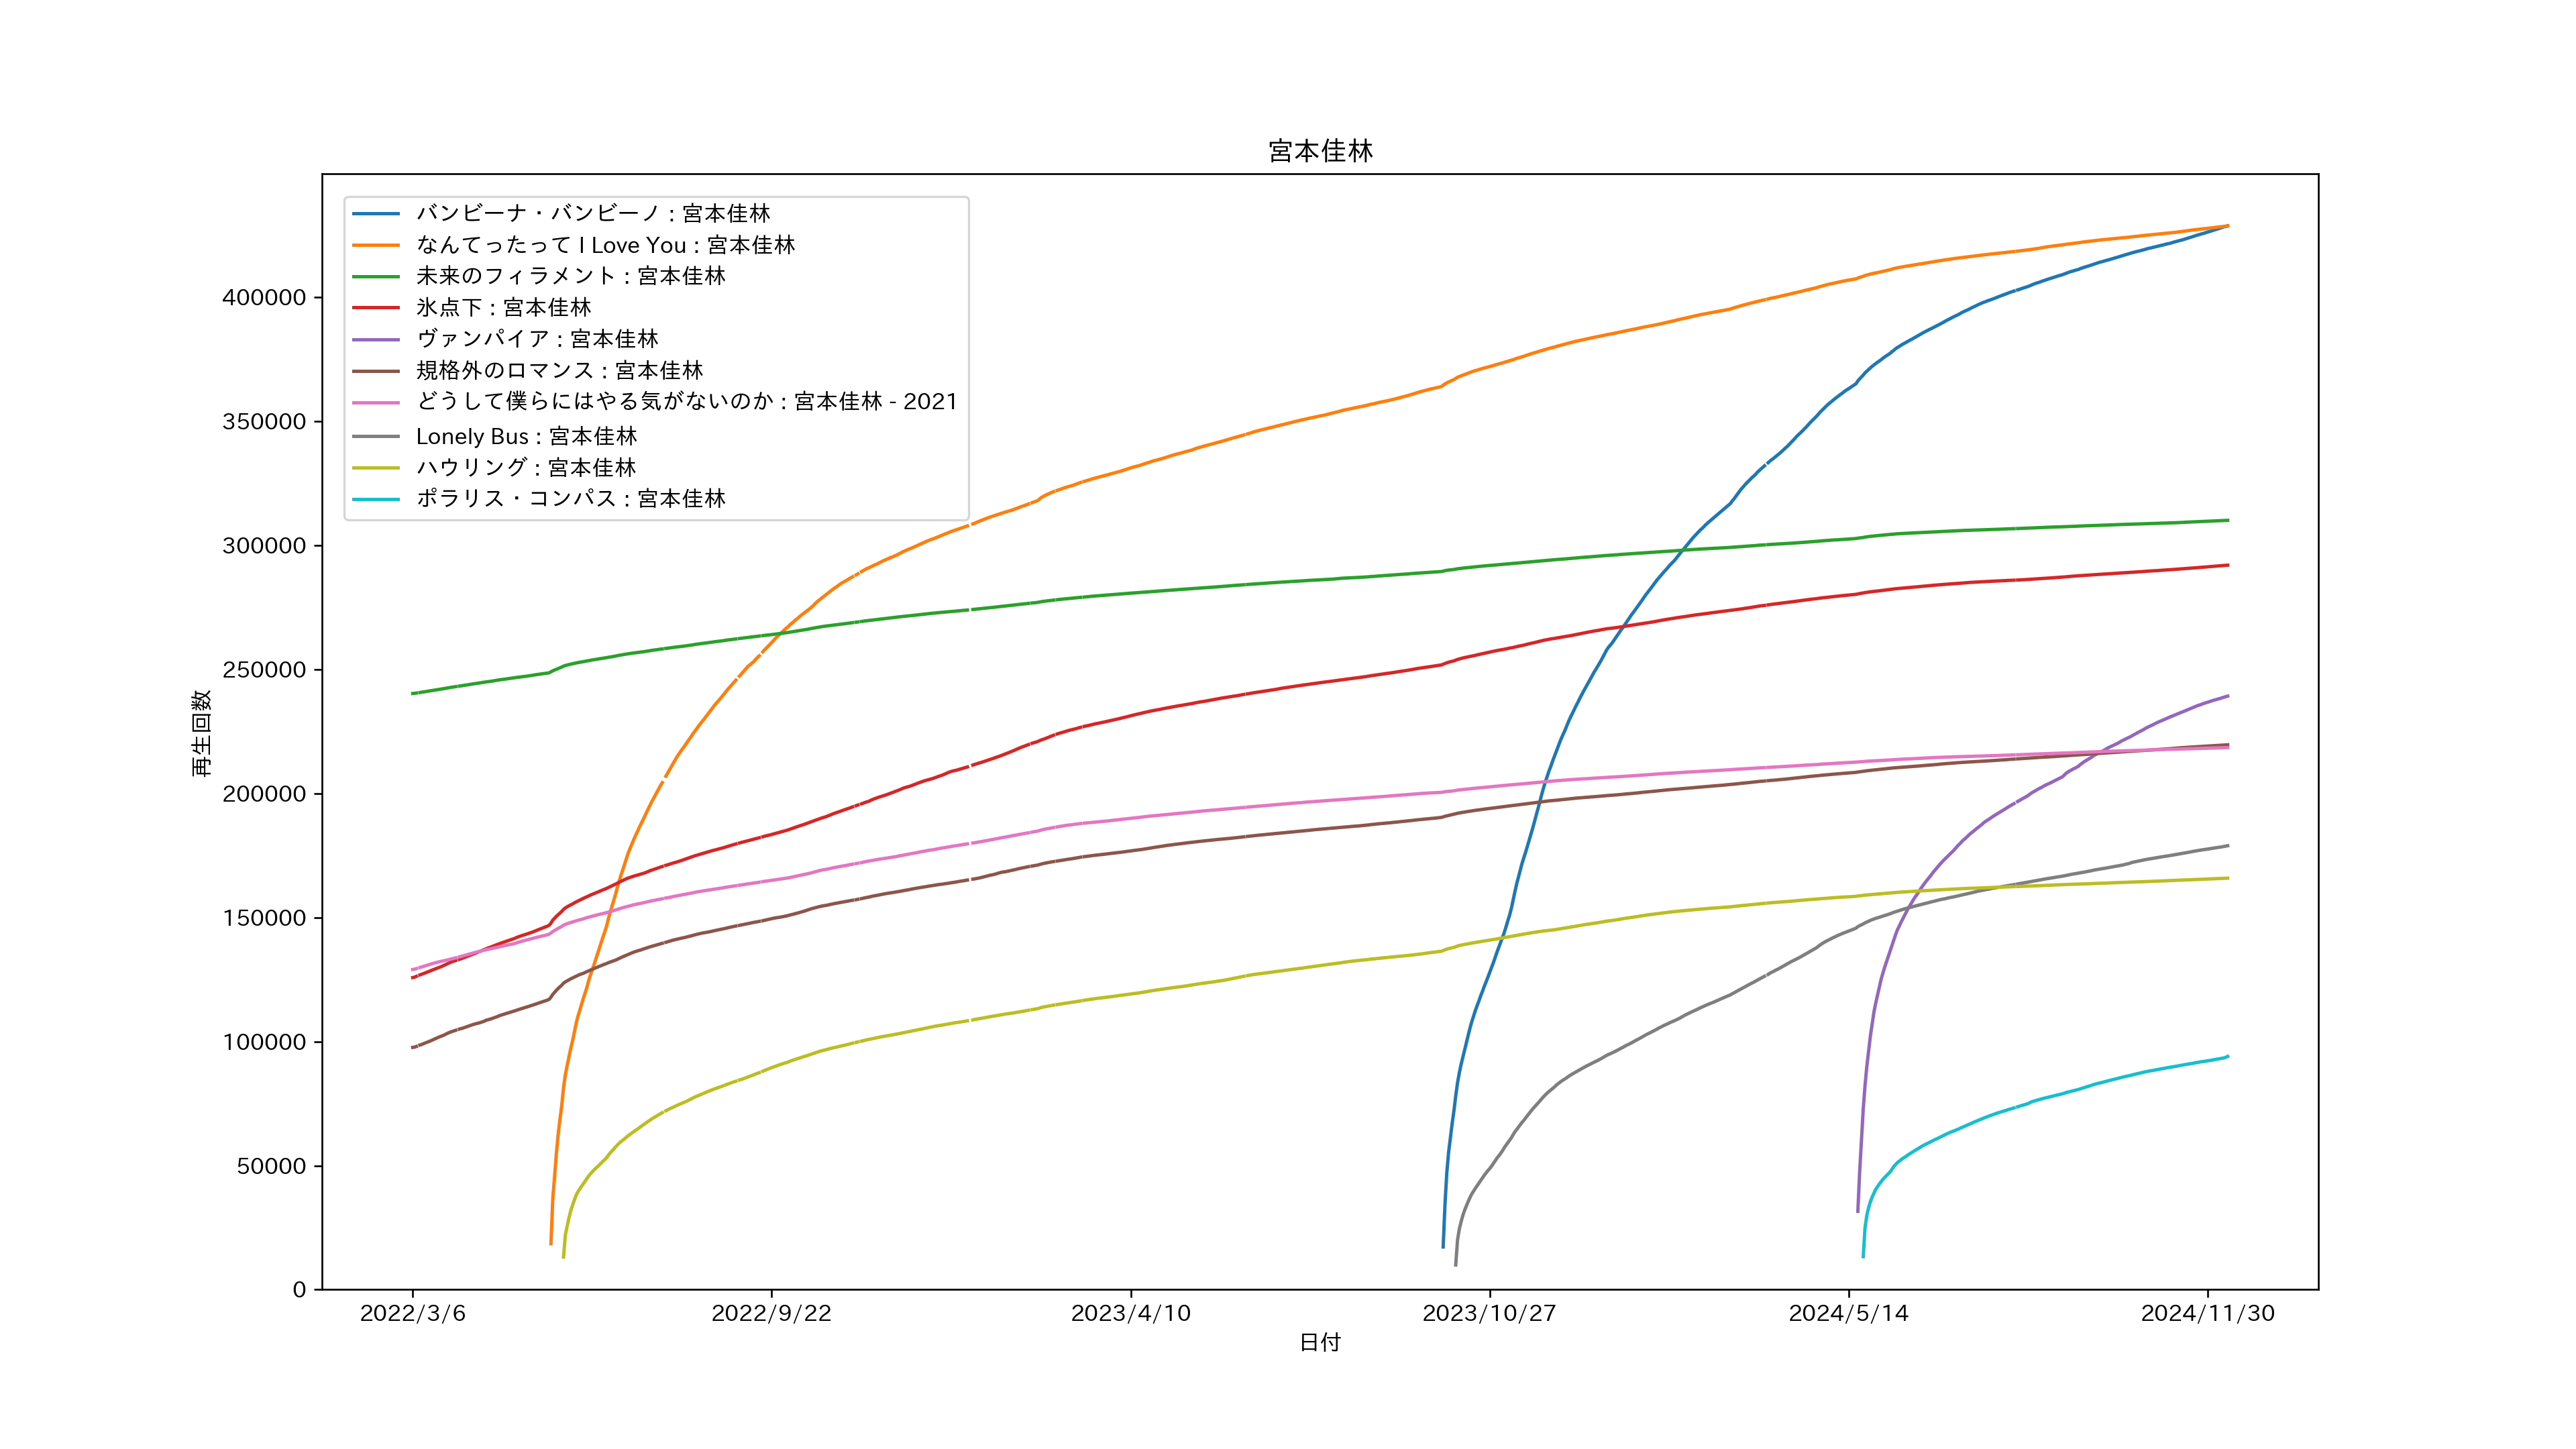 宮本佳林
バンビーナ・バンビーノ : 宮本佳林
なんてったって I Love You : 宮本佳林
未来のフィラメント : 宮本佳林
氷点下 : 宮本佳林
ヴァンパイア : 宮本佳林
規格外のロマンス : 宮本佳林
どうして僕らにはやる気がないのか : 宮本佳林 - 2021
Lonely Bus : 宮本佳林
ハウリング : 宮本佳林
ポラリス・コンパス : 宮本佳林
400000
350000
300000
250000
200000
150000
100000
50000
0
再生回数
2022/3/6
2022/9/22
2023/4/10
2023/10/27
2024/5/14
2024/11/30
日付